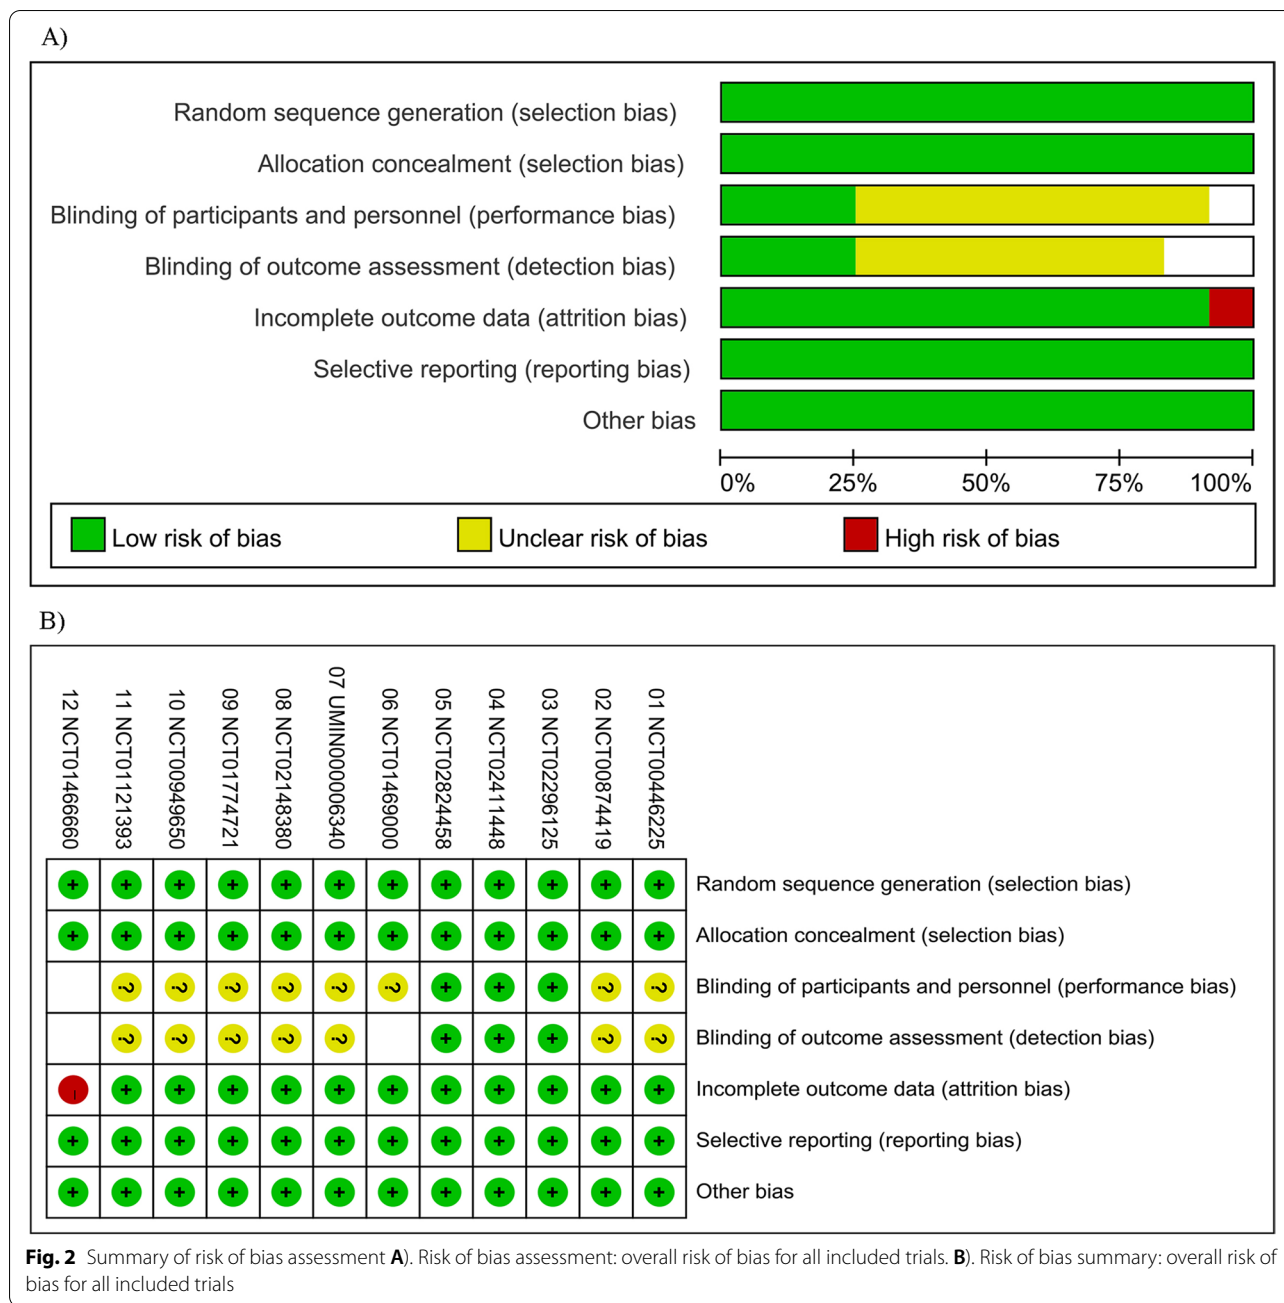 A)
Random sequence generation (selection bias)
Allocation concealment (selection bias)
Blinding of participants and personnel (performance bias)
Blinding of outcome assessment (detection bias)
Incomplete outcome data (attrition bias)
Selective reporting (reporting bias)
Other bias
0% 25% 50% 75% 100%
Low risk of bias Unclear risk of bias High risk of bias
B)
12 NCT01466660
11 NCT01121393
10 NCT00949650
09 NCT01774721
08 NCT02148380
07 UMIN000006340
06 NCT01469000
05 NCT02824458
04 NCT02411448
03 NCT02296125
02 NCT00874419
01 NCT00446225
+ + + + + + + + + + + + Random sequence generation (selection bias)
+ + + + + + + + + + + + Allocation concealment (selection bias)
? ? ? ? ? ? + + + ? ? Blinding of participants and personnel (performance bias)
? ? ? ? ? + + + ? ? Blinding of outcome assessment (detection bias)
- + + + + + + + + + + + Incomplete outcome data (attrition bias)
+ + + + + + + + + + + + Selective reporting (reporting bias)
+ + + + + + + + + + + + Other bias
Fig. 2 Summary of risk of bias assessment A). Risk of bias assessment: overall risk of bias for all included trials. B). Risk of bias summary: overall risk of
bias for all included trials